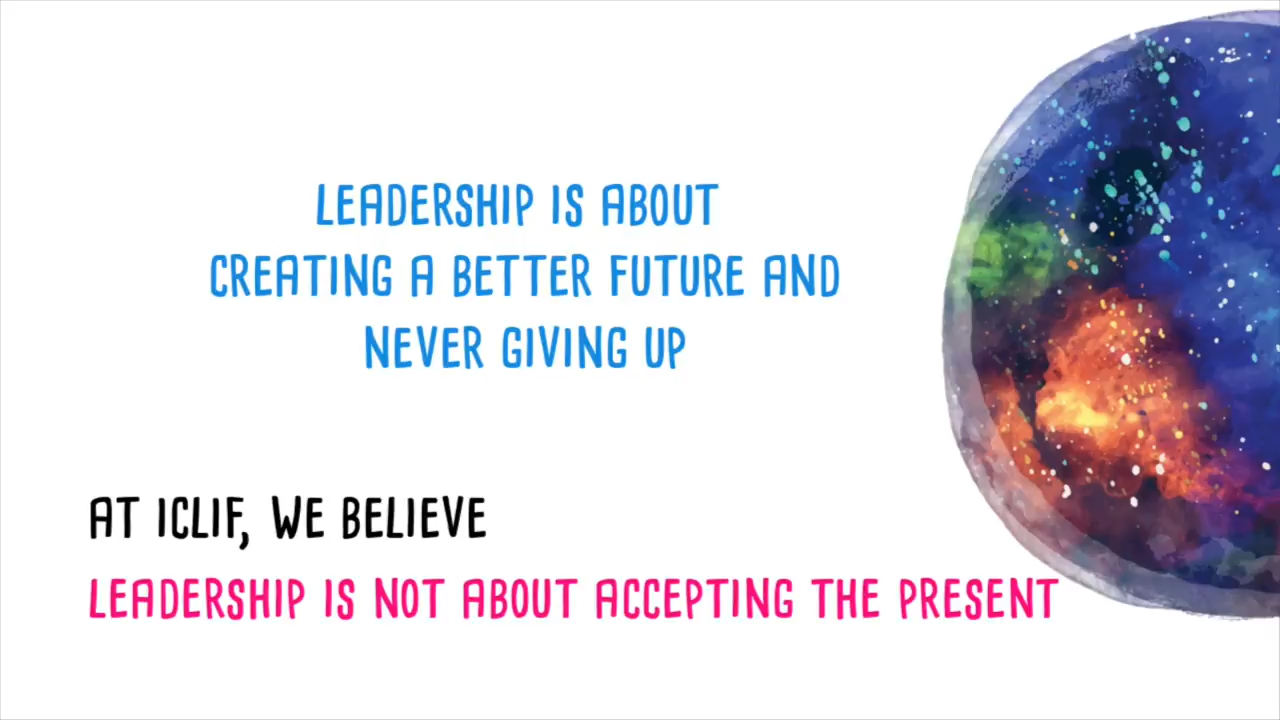 LEADERSHIP IS ABOUT
CREATING A BETTER FUTURE AND
NEVER GIVING UP
AT ICLIF, WE BELIEVE
LEADERSHIP IS NOT ABOUT ACCEPTING THE PRESENT